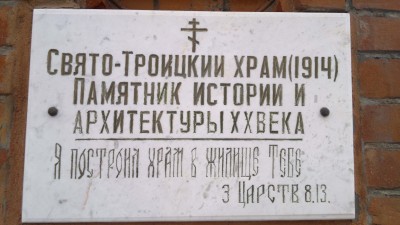 Свято-Троицкий храм(1914)
Памятник истории и
архитектуры XX века
Я построил храм в жилище Тебе
3 Царств 8.13.